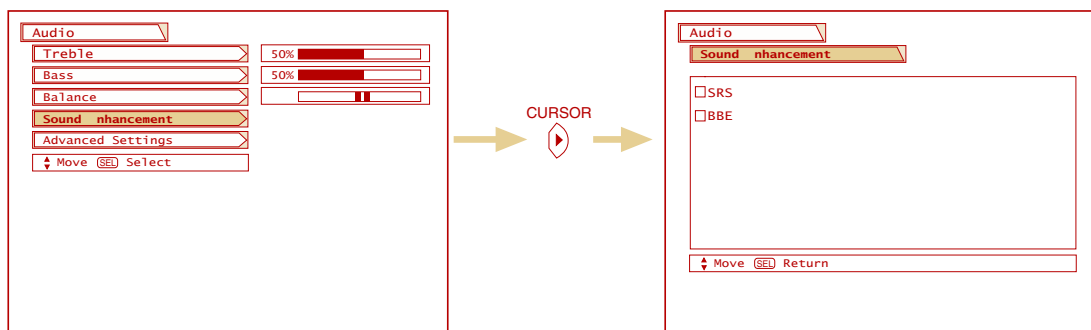 Audio
Treble 50%
Bass 50%
Balance
Sound nhancement
Advanced Settings
Move SEL Select
CURSOR
Audio
Sound nhancement
SRS
BBE
Move SEL Return